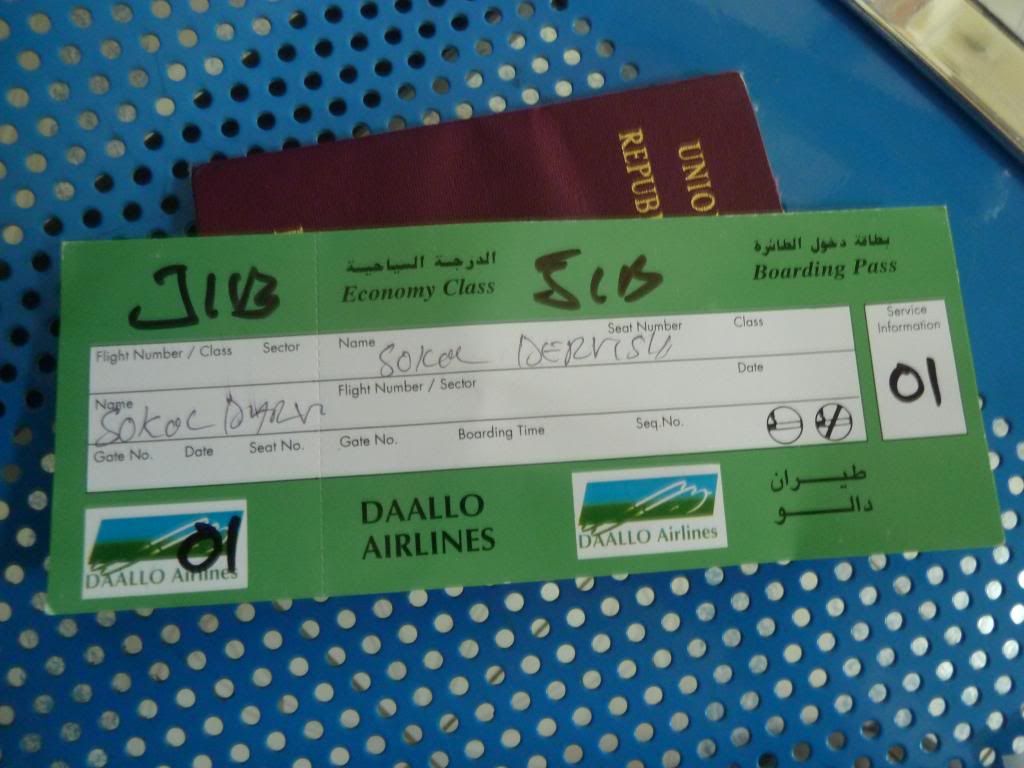 UNIO
REPUB
JIB
الدرجة السياحية
Economy Class
JIB
بطاقة دخول الطائرة
Boarding Pass
Flight Number / Class Sector
Name SOKOL DERVISH Seat Number Class
Service Information
01
Name SOKOL
Flight Number / Sector Date
Gate No. Date Seat No.
Gate No. Boarding Time Seq.No.
DAALLO Airlines
01
DAALLO
AIRLINES
DAALLO Airlines
طيران
دالو